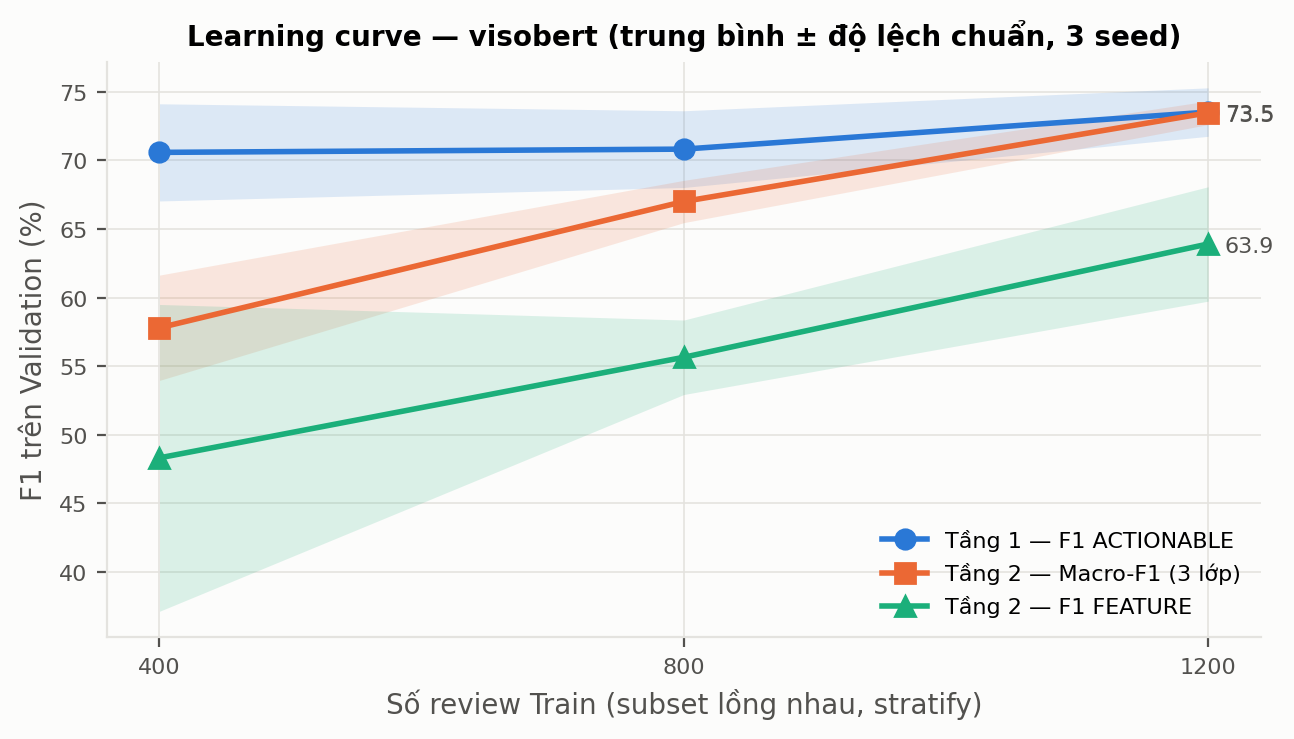 Learning curve — visobert (trung bình ± độ lệch chuẩn, 3 seed)
75
70
65
60
55
50
45
40
F1 trên Validation (%)
73.5
63.9
Tầng 1 — F1 ACTIONABLE
Tầng 2 — Macro-F1 (3 lớp)
Tầng 2 — F1 FEATURE
400
800
1200
Số review Train (subset lồng nhau, stratify)